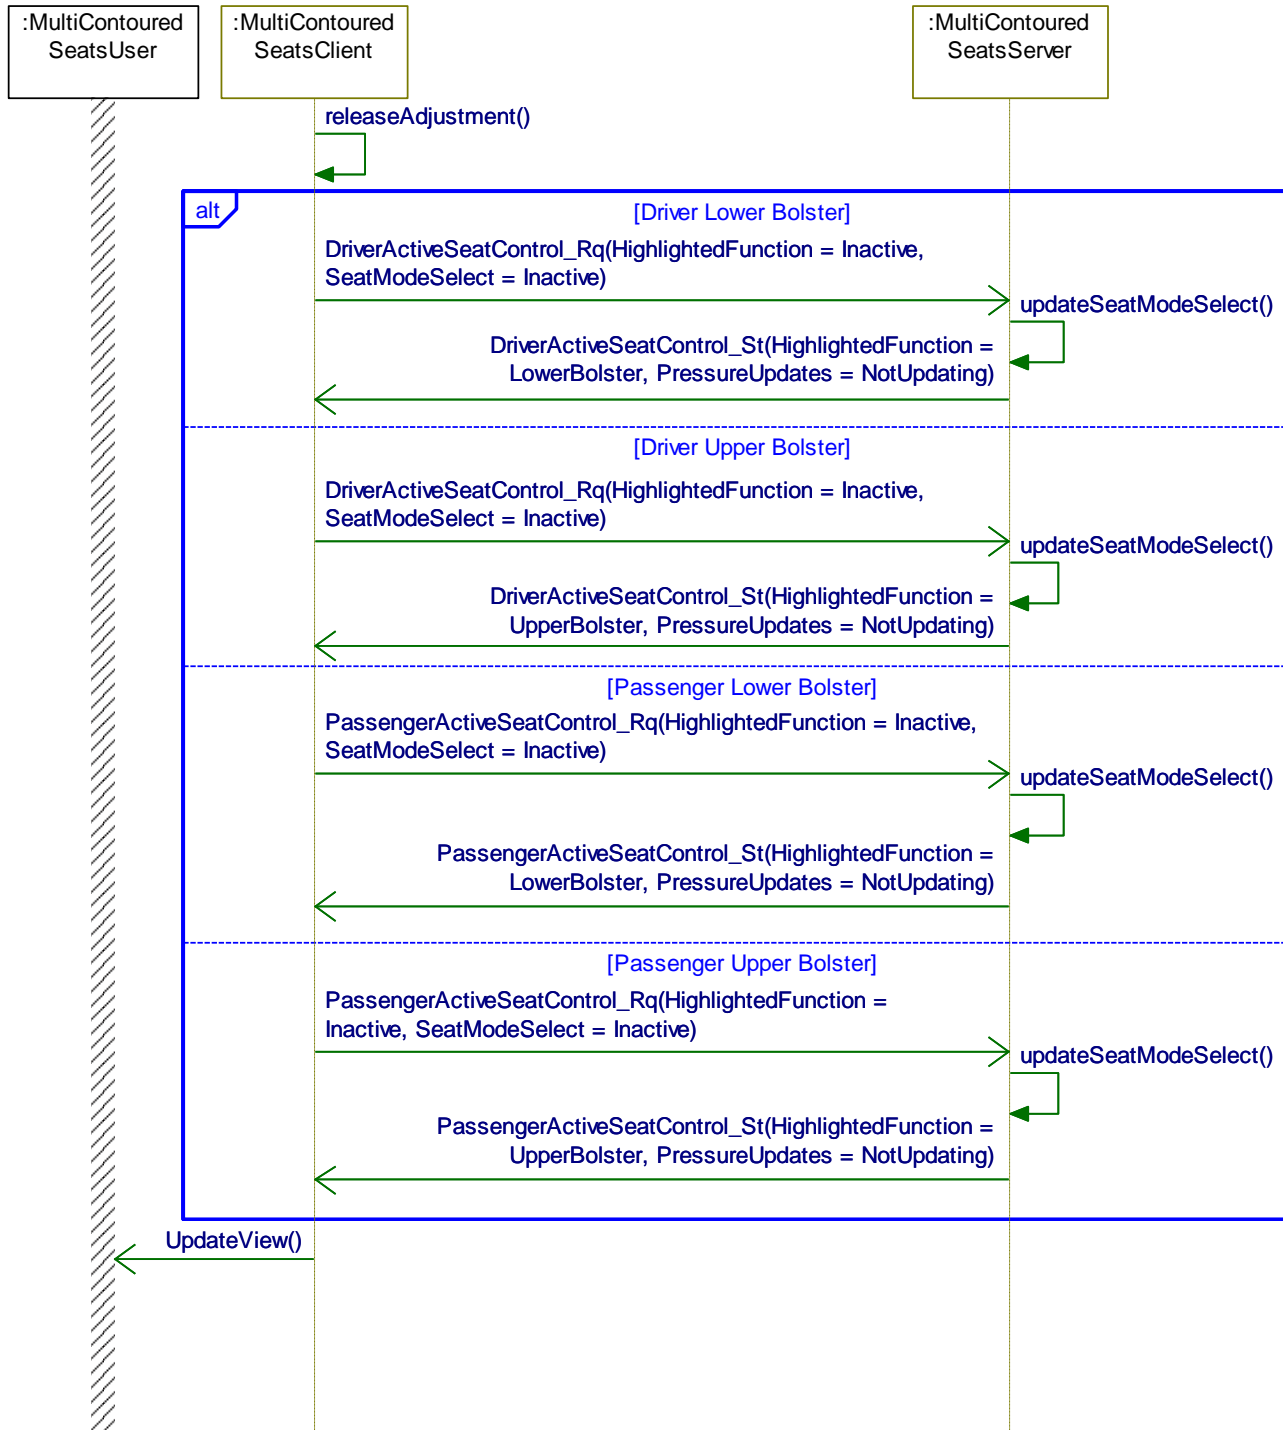 :MultiContoured
SeatsUser
:MultiContoured
SeatsClient
:MultiContoured
SeatsServer
releaseAdjustment()
alt
[Driver Lower Bolster]
DriverActiveSeatControl_Rq(HighlightedFunction = Inactive,
SeatModeSelect = Inactive)
updateSeatModeSelect()
DriverActiveSeatControl_St(HighlightedFunction =
LowerBolster, PressureUpdates = NotUpdating)
[Driver Upper Bolster]
DriverActiveSeatControl_Rq(HighlightedFunction = Inactive,
SeatModeSelect = Inactive)
updateSeatModeSelect()
DriverActiveSeatControl_St(HighlightedFunction =
UpperBolster, PressureUpdates = NotUpdating)
[Passenger Lower Bolster]
PassengerActiveSeatControl_Rq(HighlightedFunction = Inactive,
SeatModeSelect = Inactive)
updateSeatModeSelect()
PassengerActiveSeatControl_St(HighlightedFunction =
LowerBolster, PressureUpdates = NotUpdating)
[Passenger Upper Bolster]
PassengerActiveSeatControl_Rq(HighlightedFunction =
Inactive, SeatModeSelect = Inactive)
updateSeatModeSelect()
PassengerActiveSeatControl_St(HighlightedFunction =
UpperBolster, PressureUpdates = NotUpdating)
UpdateView()